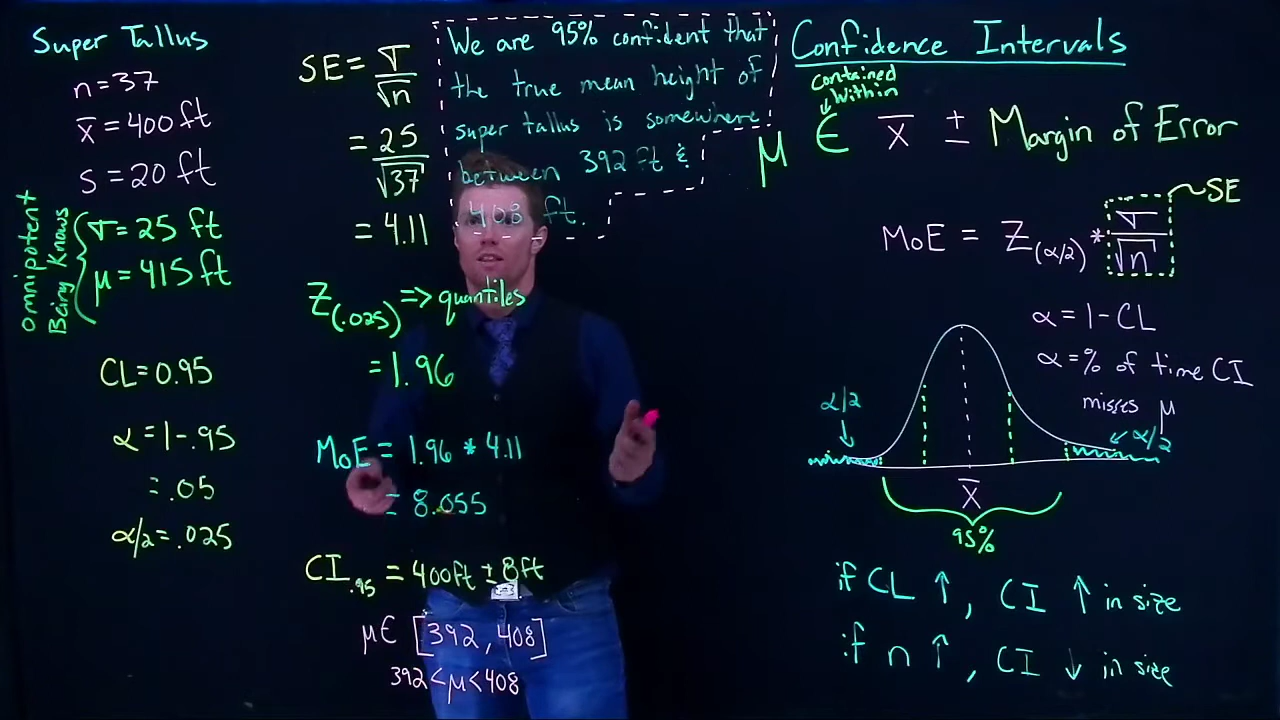 Super Tallus
n = 37
x̄ = 400 ft
s = 20 ft
Omnipotent
Being Knows
σ = 25 ft
μ = 415 ft
CL = 0.95
α = 1 - .95
= .05
α/2 = .025
SE = σ/√n
= 25/√37
= 4.11
Z(.025) => quantiles
= 1.96
MoE = 1.96 * 4.11
= 8.055
CI.95 = 400ft ± 8ft
μ ∈ [392, 408]
392 < μ < 408
We are 95% confident that
the true mean height of
super tallus is somewhere
between 392 ft &
408 ft.
Confidence Intervals
contained
within
μ ∈ x̄ ± Margin of Error
MoE = Z(α/2) * σ/√n
SE
α = 1 - CL
α = % of time CI
misses μ
α/2
α/2
x̄
95%
if CL ↑, CI ↑ in size
if n ↑, CI ↓ in size